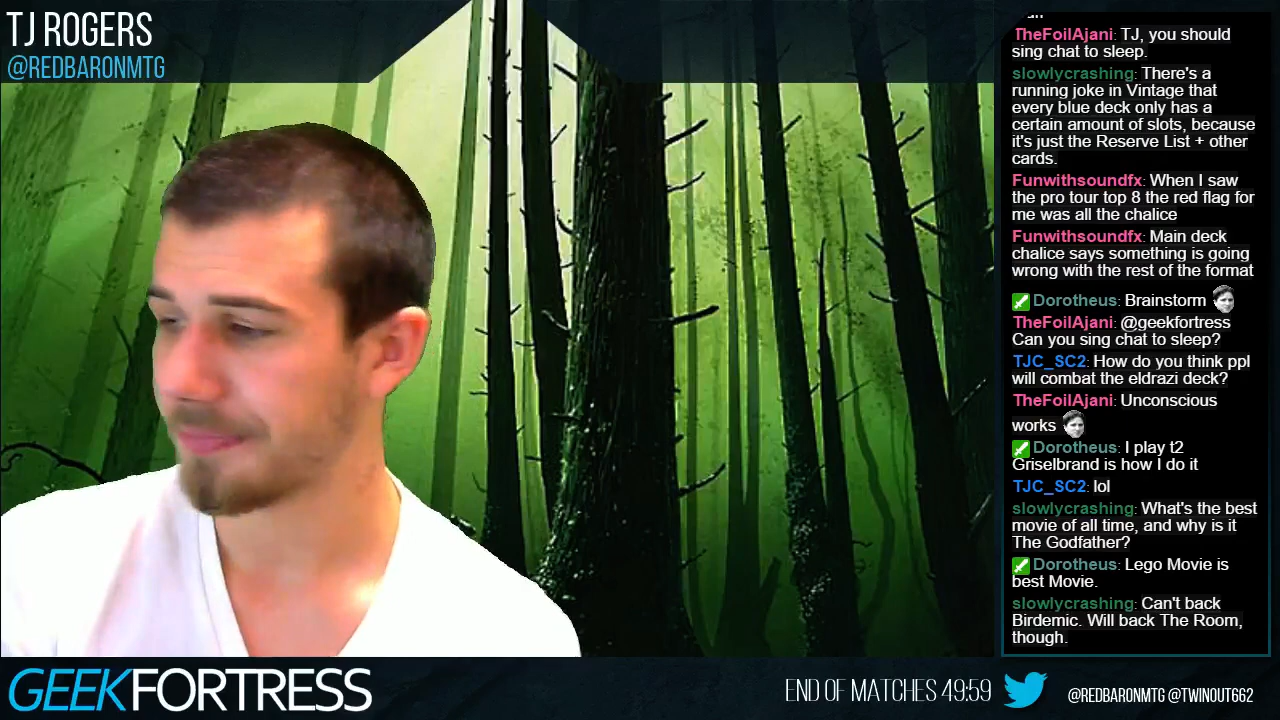 TJ ROGERS
@REDBARONMTG
TheFoilAjani: TJ, you should
sing chat to sleep.
slowlycrashing: There's a
running joke in Vintage that
every blue deck only has a
certain amount of slots, because
it's just the Reserve List + other
cards.
Funwithsoundfx: When I saw
the pro tour top 8 the red flag for
me was all the chalice
Funwithsoundfx: Main deck
chalice says something is going
wrong with the rest of the format
Dorotheus: Brainstorm
TheFoilAjani: @geekfortress
Can you sing chat to sleep?
TJC_SC2: How do you think ppl
will combat the eldrazi deck?
TheFoilAjani: Unconscious
works
Dorotheus: I play t2
Griselbrand is how I do it
TJC_SC2: lol
slowlycrashing: What's the best
movie of all time, and why is it
The Godfather?
Dorotheus: Lego Movie is
best Movie.
slowlycrashing: Can't back
Birdemic. Will back The Room,
though.
GEEKFORTRESS
END OF MATCHES 49:59
@REDBARONMTG @TWINOUT662